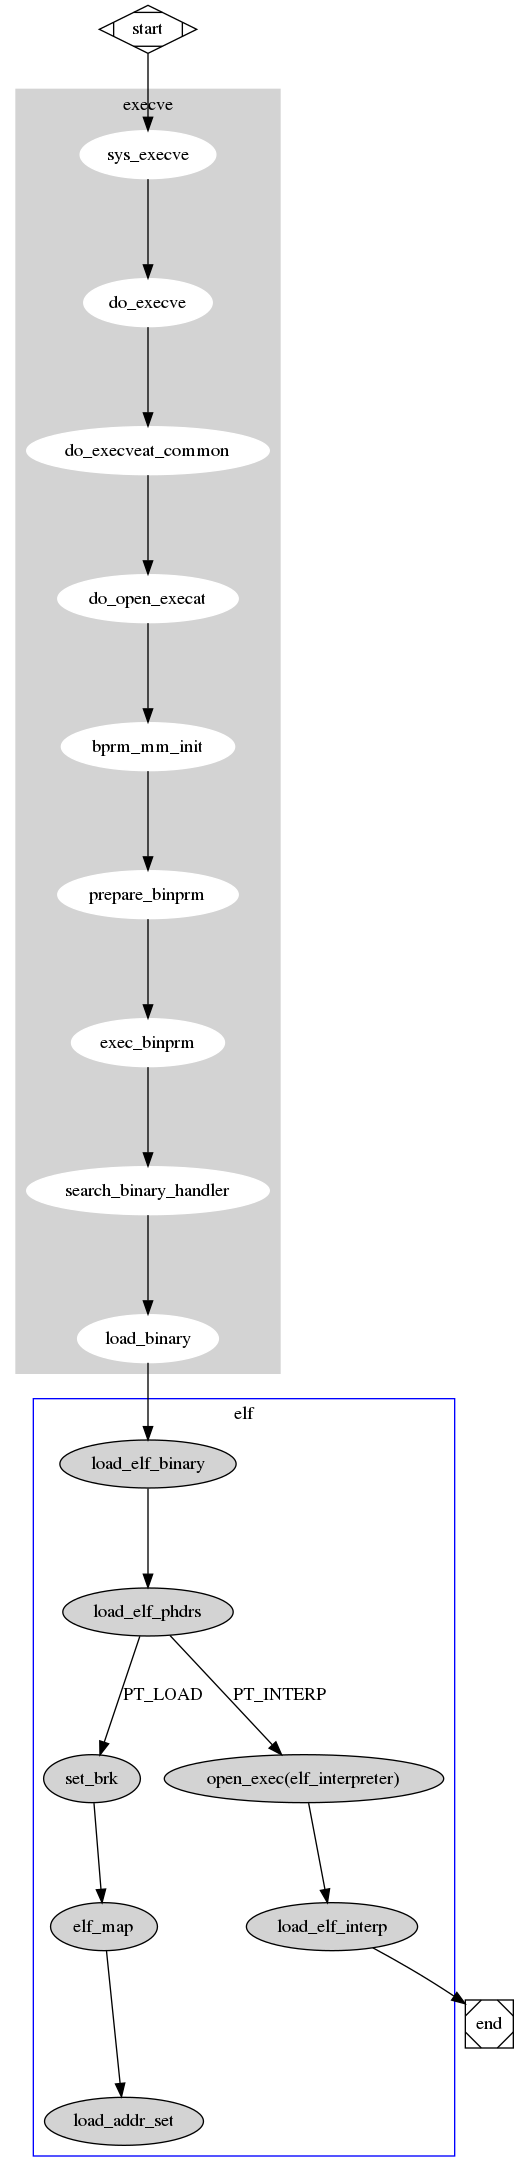 start
execve
sys_execve
do_execve
do_execveat_common
do_open_execat
bprm_mm_init
prepare_binprm
exec_binprm
search_binary_handler
load_binary
elf
load_elf_binary
load_elf_phdrs
PT_LOAD
PT_INTERP
set_brk
open_exec(elf_interpreter)
elf_map
load_elf_interp
end
load_addr_set